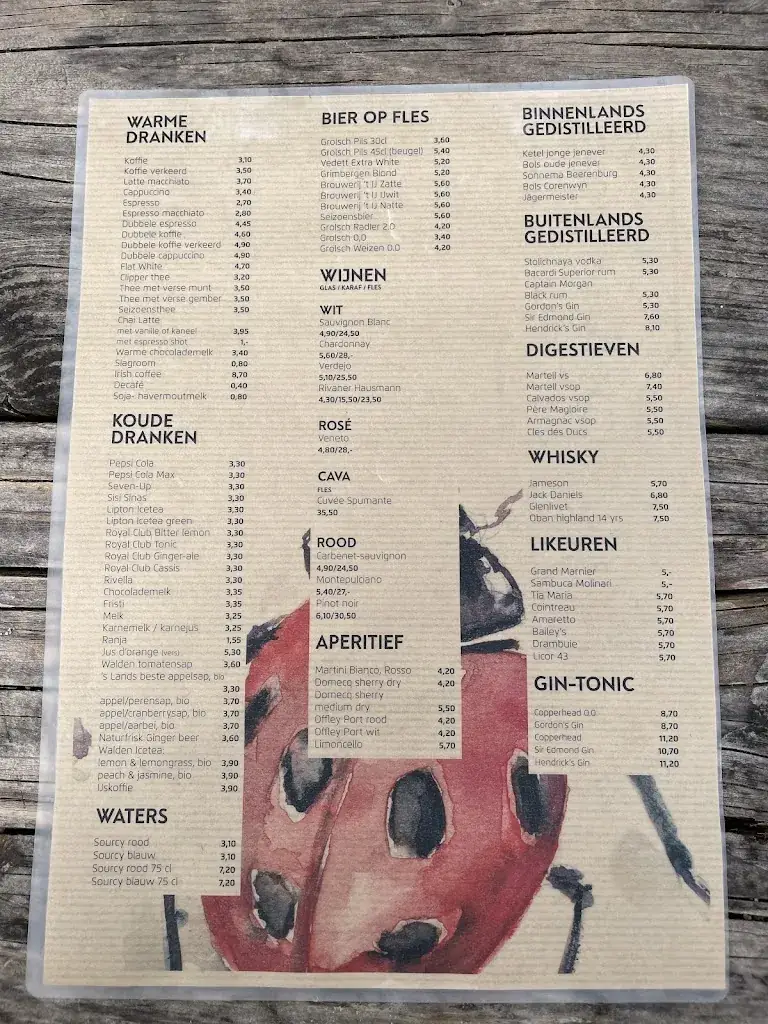 WARME
DRANKEN
Koffie 3,10
Koffie verkeerd 3,50
Latte macchiato 3,70
Cappuccino 3,40
Espresso 2,70
Espresso macchiato 2,80
Dubbele espresso 4,45
Dubbele koffie 4,60
Dubbele koffie verkeerd 4,90
Dubbele cappuccino 4,90
Flat White 4,70
Clipper thee 3,20
Thee met verse munt 3,50
Thee met verse gember 3,50
Seizoensthee 3,50
Chai Latte
met vanille of kaneel 3,95
met espresso shot 1,-
Warme chocolademelk 3,40
Slagroom 0,80
Irish coffee 8,70
Decafé 0,40
Soja- havermoutmelk 0,80
KOUDE
DRANKEN
Pepsi Cola 3,30
Pepsi Cola Max 3,30
Seven-Up 3,30
Sisi Sinas 3,30
Lipton Icetea 3,30
Lipton Icetea green 3,30
Royal Club Bitter lemon 3,30
Royal Club Tonic 3,30
Royal Club Ginger-ale 3,30
Royal Club Cassis 3,30
Rivella 3,30
Chocolademelk 3,35
Fristi 3,35
Melk 3,25
Karnemelk / karnejus 3,25
Ranja 1,55
Jus d'orange (vers) 5,30
Walden tomatensap 3,60
's Lands beste appelsap, bio
3,30
appel/perensap, bio 3,70
appel/cranberrysap, bio 3,70
appel/aarbei, bio 3,70
Naturfrisk Ginger beer 3,60
Walden Icetea:
lemon & lemongrass, bio 3,90
peach & jasmine, bio 3,90
IJskoffie 3,90
WATERS
Sourcy rood 3,10
Sourcy blauw 3,10
Sourcy rood 75 cl 7,20
Sourcy blauw 75 cl 7,20
BIER OP FLES
Grolsch Pils 30cl 3,60
Grolsch Pils 45cl (beugel) 5,40
Vedett Extra White 5,20
Grimbergen Blond 5,20
Brouwerij 't IJ Zatte 5,60
Brouwerij 't IJ IJwit 5,60
Brouwerij 't IJ Natte 5,60
Seizoensbier 5,60
Grolsch Radler 2.0 4,20
Grolsch 0,0 3,40
Grolsch Weizen 0.0 4,20
WIJNEN
GLAS / KARAF / FLES
WIT
Sauvignon Blanc
4,90/24,50
Chardonnay
5,60/28,-
Verdejo
5,10/25,50
Rivaner Hausmann
4,30/15,50/23,50
ROSÉ
Veneto
4,80/28,-
CAVA
FLES
Cuvée Spumante
35,50
ROOD
Carbenet-sauvignon
4,90/24,50
Montepulciano
5,40/27,-
Pinot noir
6,10/30,50
APERITIEF
Martini Bianco, Rosso 4,20
Domecq sherry dry 4,20
Domecq sherry
medium dry 5,50
Offley Port rood 4,20
Offley Port wit 4,20
Limoncello 5,70
BINNENLANDS
GEDISTILLEERD
Ketel jonge jenever 4,30
Bols oude jenever 4,30
Sonnema Beerenburg 4,30
Bols Corenwyn 4,30
Jägermeister 4,30
BUITENLANDS
GEDISTILLEERD
Stolichnaya vodka 5,30
Bacardi Superior rum 5,30
Captain Morgan
Black rum 5,30
Gordon's Gin 5,30
Sir Edmond Gin 7,60
Hendrick's Gin 8,10
DIGESTIEVEN
Martell vs 6,80
Martell vsop 7,40
Calvados vsop 5,50
Père Magloire 5,50
Armagnac vsop 5,50
Cles des Ducs 5,50
WHISKY
Jameson 5,70
Jack Daniels 6,80
Glenlivet 7,50
Oban highland 14 yrs 7,50
LIKEUREN
Grand Marnier 5,-
Sambuca Molinari 5,-
Tia Maria 5,70
Cointreau 5,70
Amaretto 5,70
Bailey's 5,70
Drambuie 5,70
Licor 43 5,70
GIN-TONIC
Copperhead 0.0 8,70
Gordon's Gin 8,70
Copperhead 11,20
Sir Edmond Gin 10,70
Hendrick's Gin 11,20